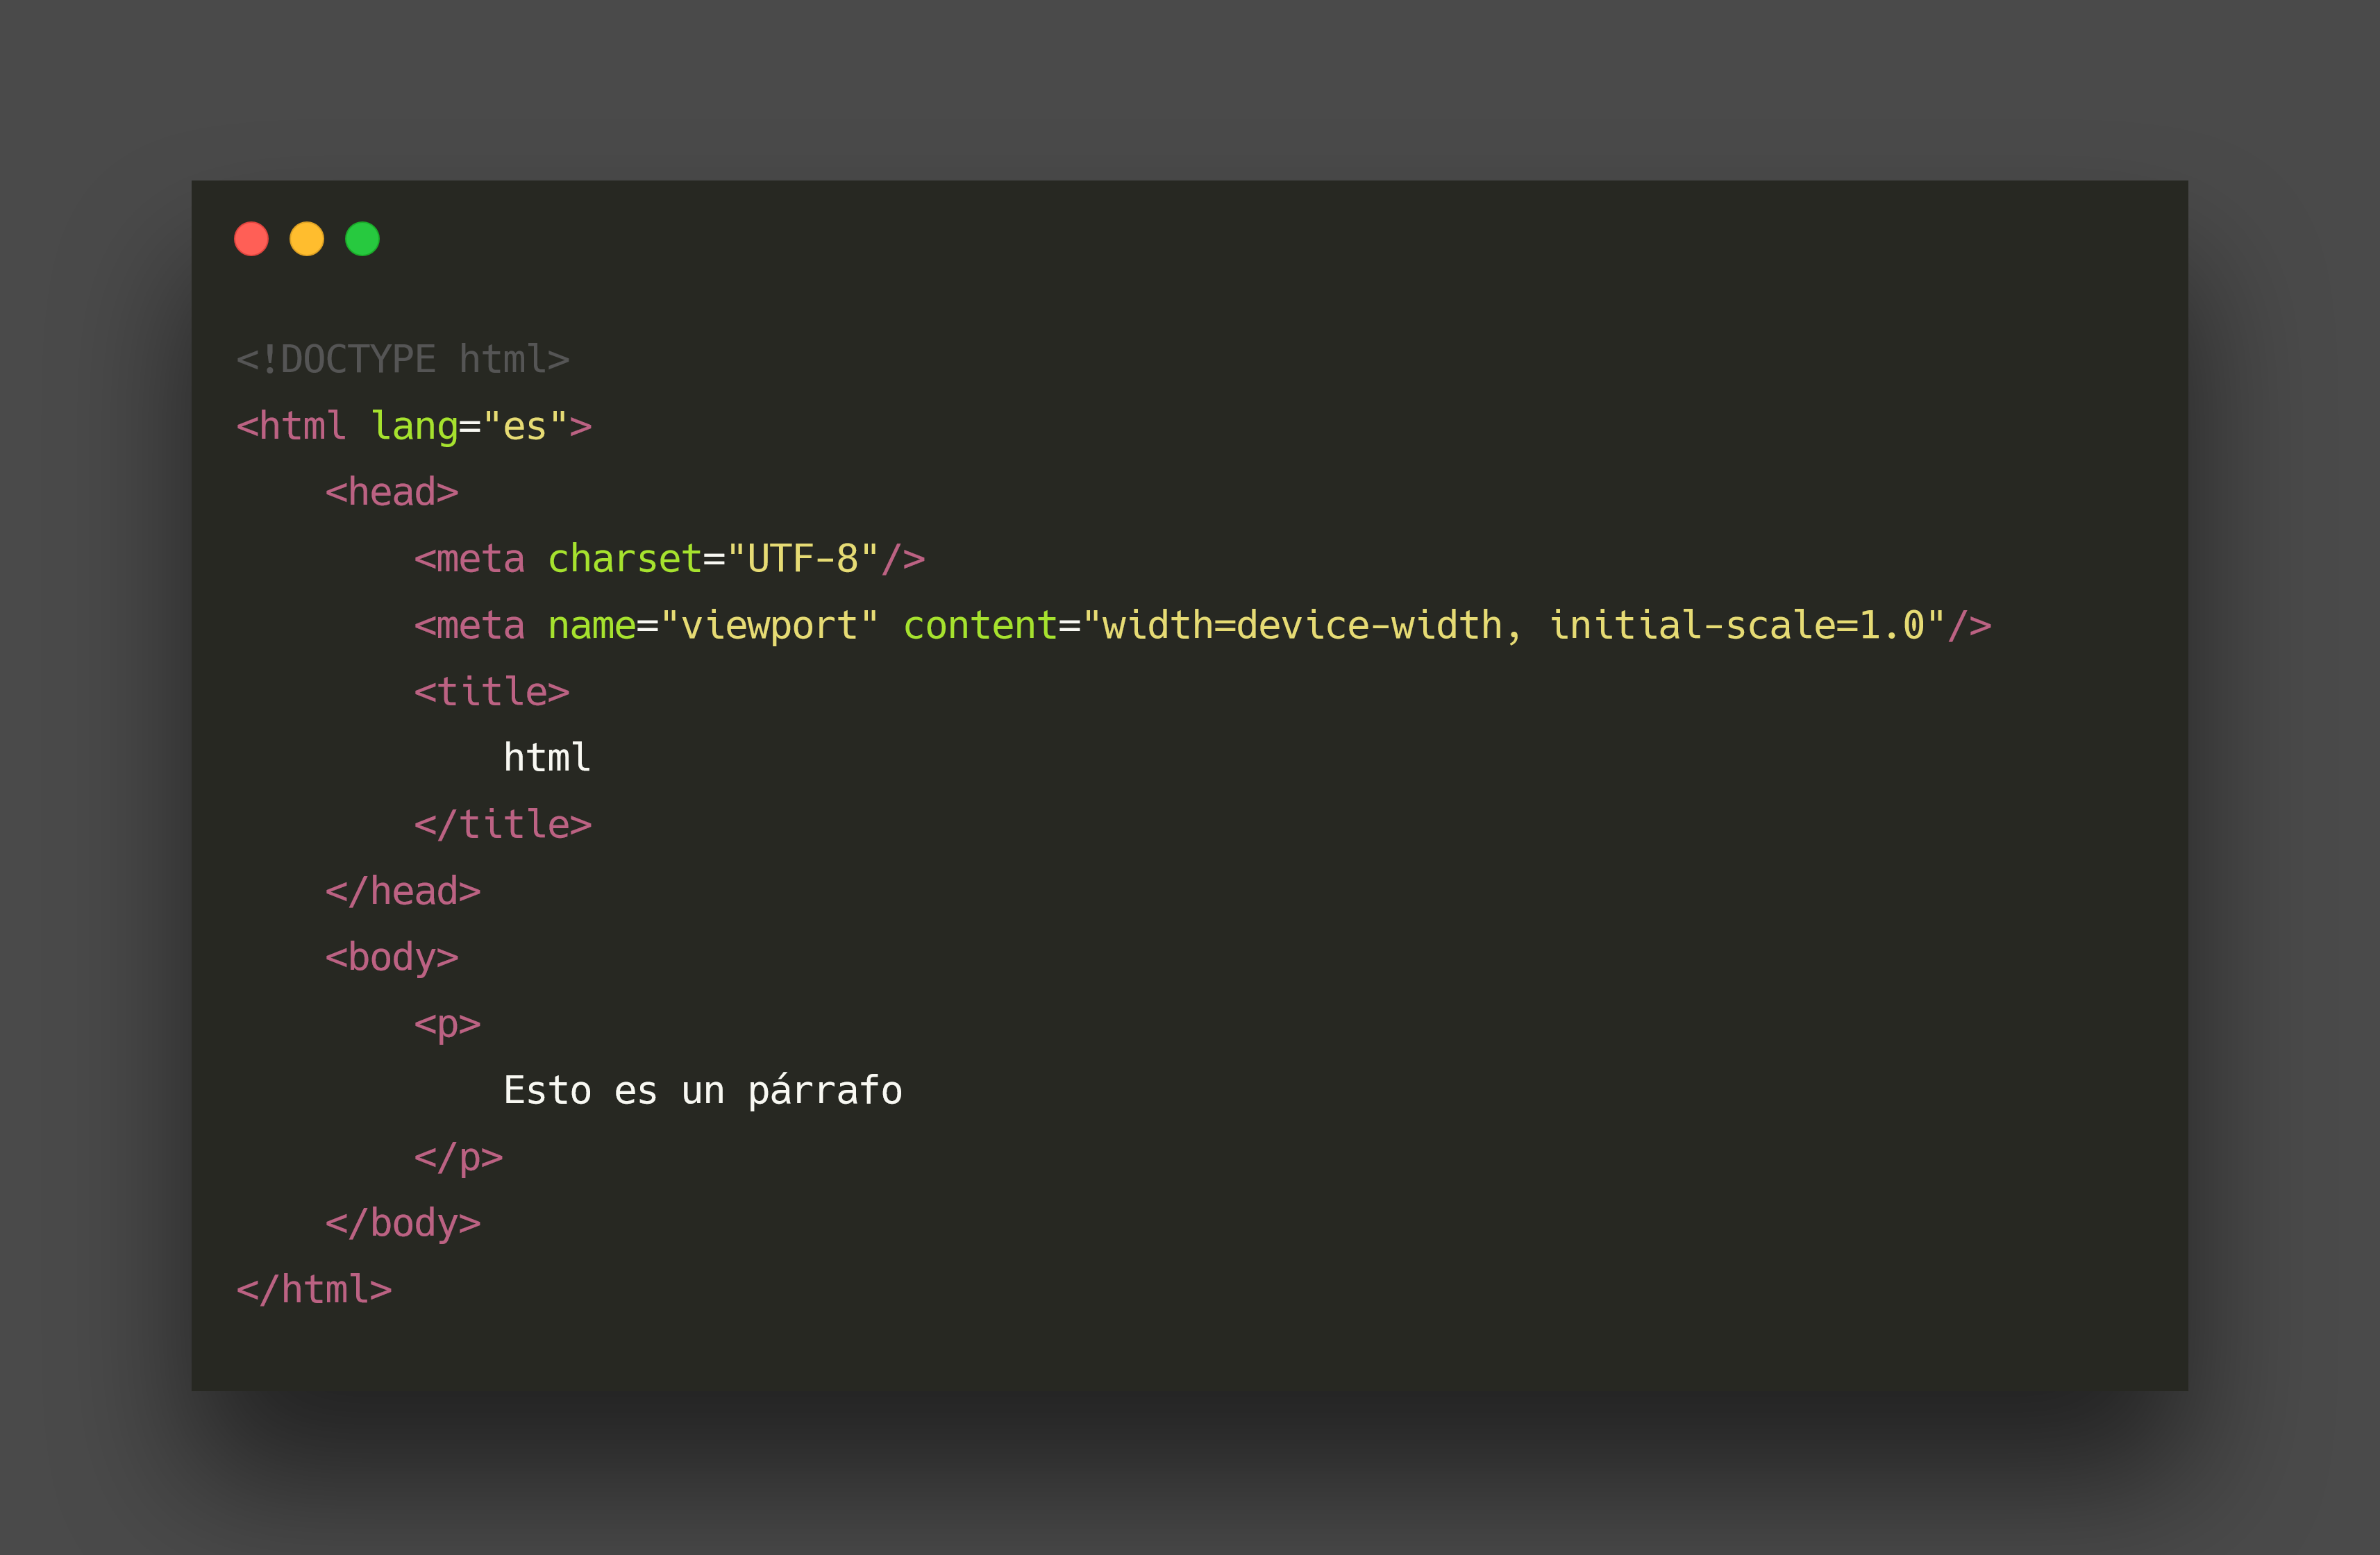 <!DOCTYPE html>
<html lang="es">
    <head>
        <meta charset="UTF-8"/>
        <meta name="viewport" content="width=device-width, initial-scale=1.0"/>
        <title>
            html
        </title>
    </head>
    <body>
        <p>
            Esto es un párrafo
        </p>
    </body>
</html>